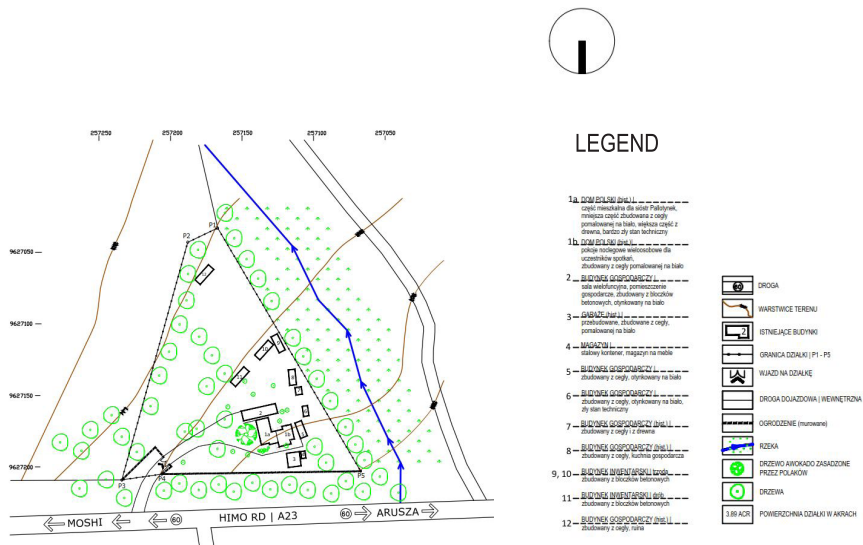 LEGEND
257250
257200
257150
257100
257050
9627050
9627100
9627150
9627200
P1
P2
P3
P4
P5
2
1a
1b
8
MOSHI
60
HIMO RD | A23
60
ARUSZA
1a DOM POLSKI (hist.) |
część mieszkalna dla sióstr Pallotynek,
mniejsza część zbudowana z cegły
pomalowanej na biało, większa część z
drewna, bardzo zły stan techniczny
1b DOM POLSKI (hist.) |
pokoje noclegowe wieloosobowe dla
uczestników spotkań,
zbudowany z cegły pomalowanej na biało
2 BUDYNEK GOSPODARCZY |
sala wielofunkcyjna, pomieszczenie
gospodarcze, zbudowany z bloczków
betonowych, otynkowany na biało
3 GARAŻE (hist.) |
przebudowane, zbudowane z cegły,
pomalowanej na biało
4 MAGAZYN |
stalowy kontener, magazyn na meble
5 BUDYNEK GOSPODARCZY |
zbudowany z cegły, otynkowany na biało
6 BUDYNEK GOSPODARCZY |
zbudowany z cegły, otynkowany na biało,
zły stan techniczny
7 BUDYNEK GOSPODARCZY (hist.) |
zbudowany z cegły i z drewna
8 BUDYNEK GOSPODARCZY (hist.) |
zbudowany z cegły, kuchnia gospodarcza
9, 10 BUDYNEK INWENTARSKI | trzoda
zbudowany z bloczków betonowych
11 BUDYNEK INWENTARSKI | drób
zbudowany z bloczków betonowych
12 BUDYNEK GOSPODARCZY (hist.) |
zbudowany z cegły, ruina
60 DROGA
WARSTWICE TERENU
2 ISTNIEJĄCE BUDYNKI
GRANICA DZIAŁKI | P1 - P5
WJAZD NA DZIAŁKĘ
DROGA DOJAZDOWA | WEWNĘTRZNA
OGRODZENIE (murowane)
RZEKA
DRZEWO AWOKADO ZASADZONE
PRZEZ POLAKÓW
DRZEWA
3.89 ACR POWIERZCHNIA DZIAŁKI W AKRACH